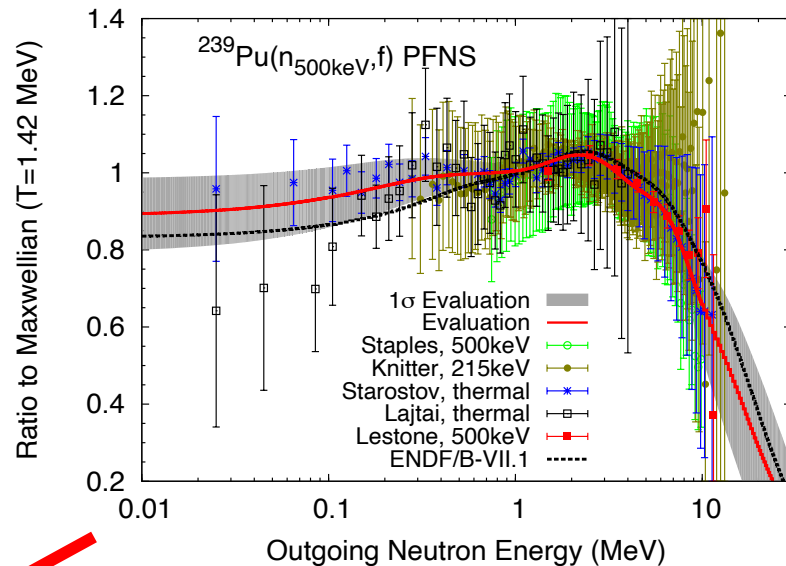 ²³⁹Pu(n₅₀₀ₖₑᵥ,f) PFNS
Ratio to Maxwellian (T=1.42 MeV)
1.4
1.2
1
0.8
0.6
0.4
0.2
1σ Evaluation
Evaluation
Staples, 500keV
Knitter, 215keV
Starostov, thermal
Lajtai, thermal
Lestone, 500keV
ENDF/B-VII.1
0.01 0.1 1 10
Outgoing Neutron Energy (MeV)